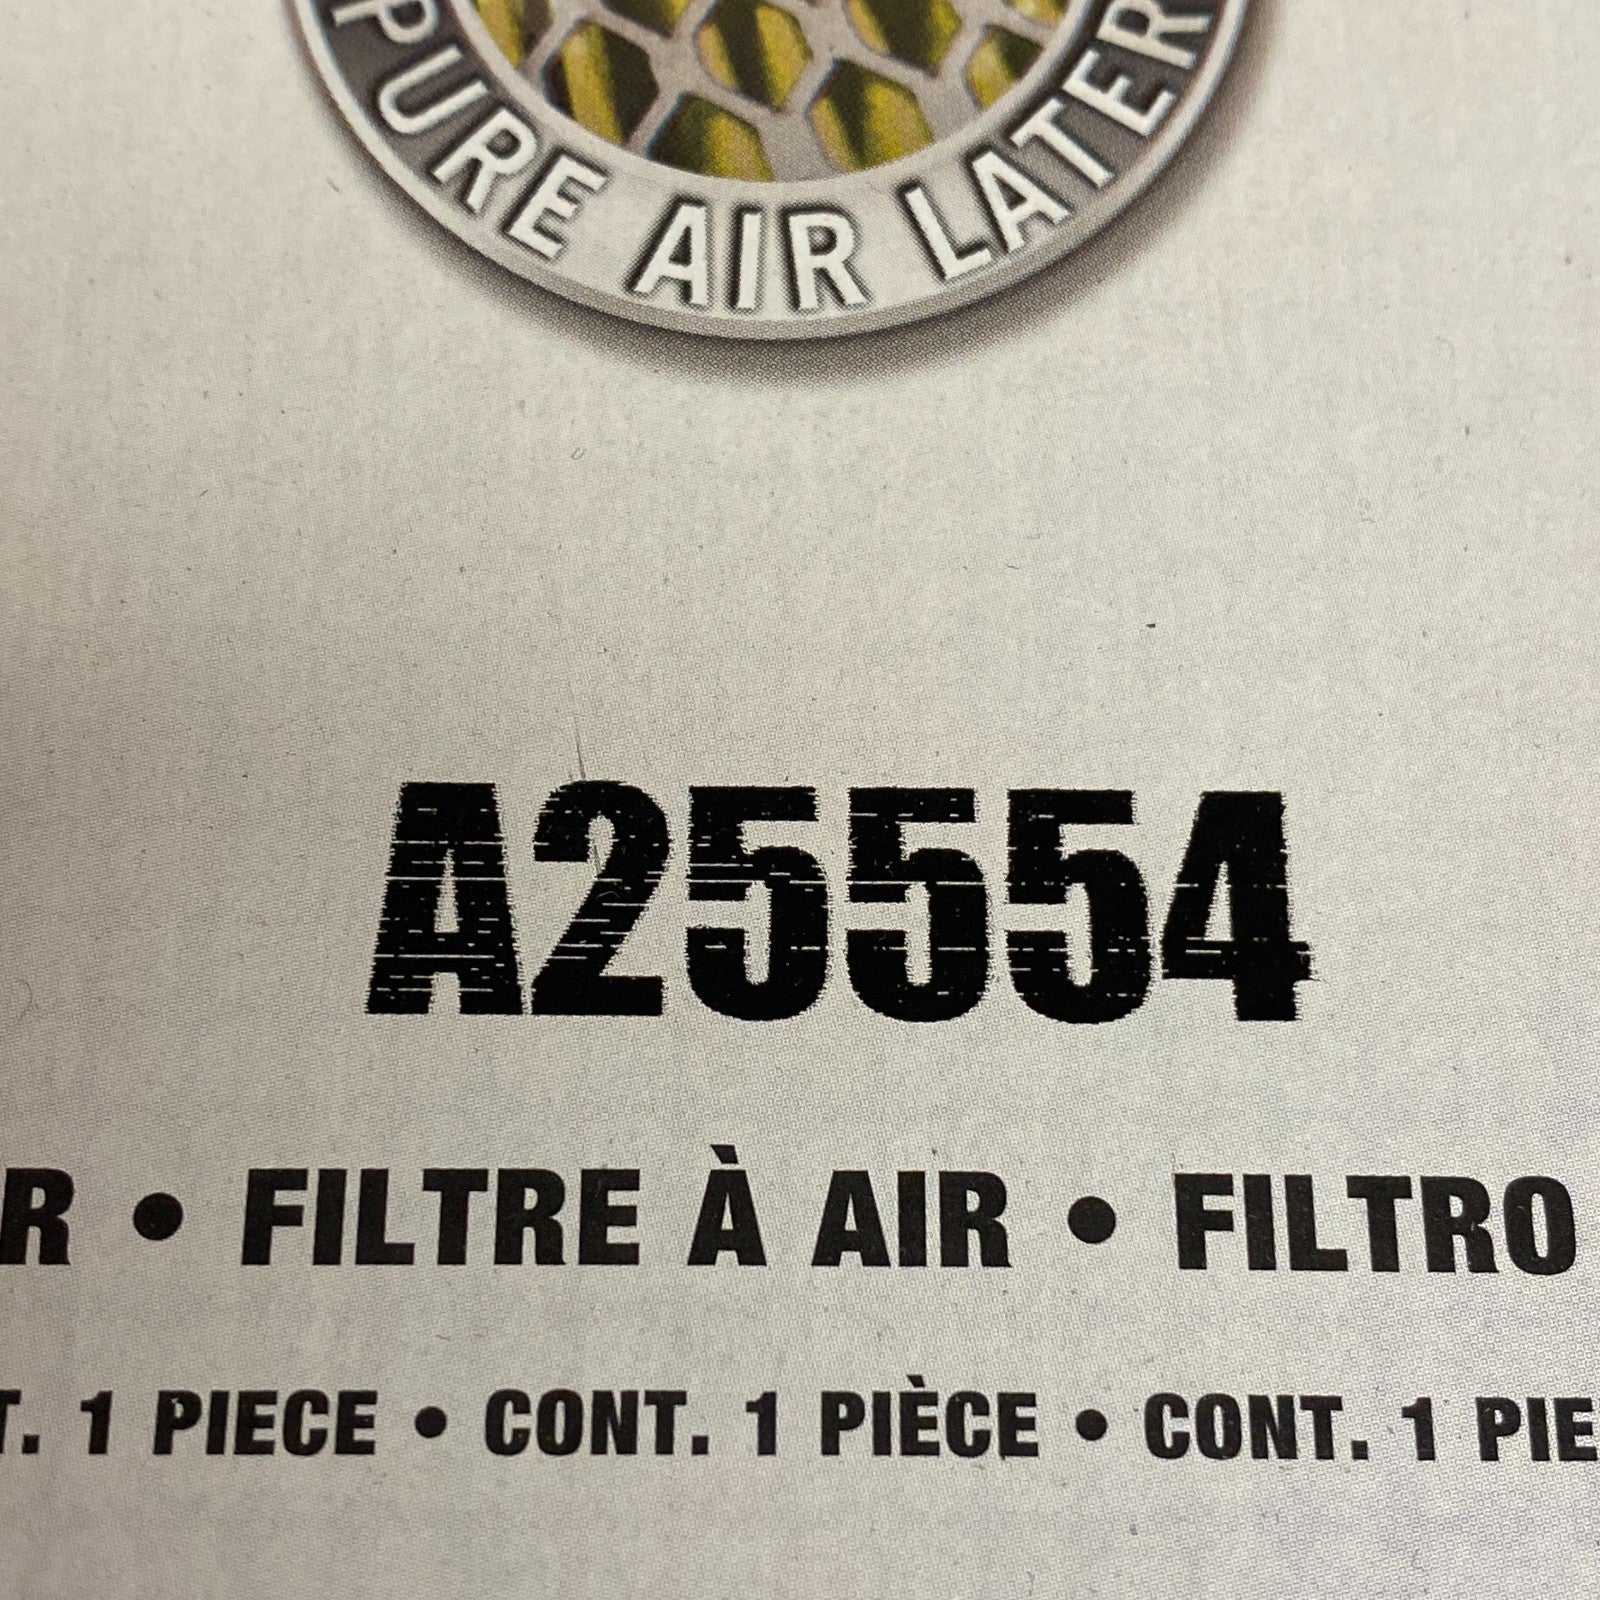 PURE AIR LATER
A25554
R • FILTRE À AIR • FILTRO
T. 1 PIECE • CONT. 1 PIÈCE • CONT. 1 PIE